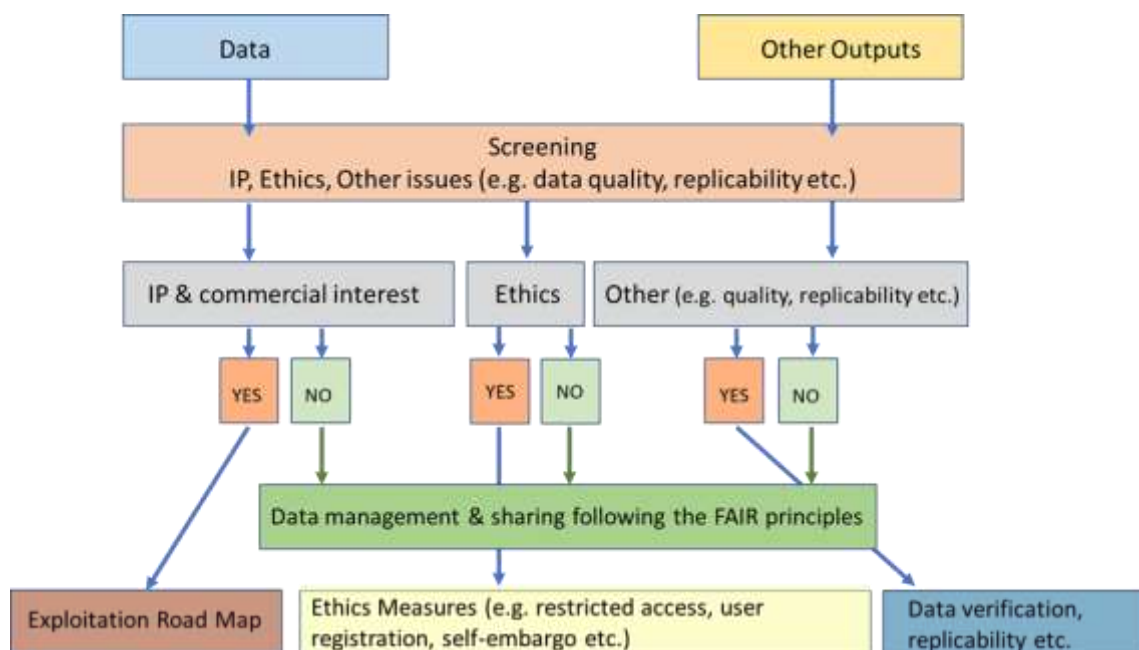 Data
Other Outputs
Screening
IP, Ethics, Other issues (e.g. data quality, replicability etc.)
IP & commercial interest
Ethics
Other (e.g. quality, replicability etc.)
YES
NO
YES
NO
YES
NO
Data management & sharing following the FAIR principles
Exploitation Road Map
Ethics Measures (e.g. restricted access, user
registration, self-embargo etc.)
Data verification,
replicability etc.